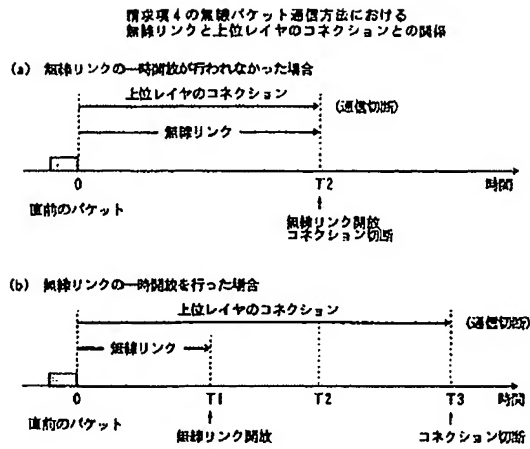 請求項4の無線パケット通信方法における
無線リンクと上位レイヤのコネクションとの関係
(a) 無線リンクの一時開放が行われなかった場合
上位レイヤのコネクション
(通信切断)
無線リンク
0
T2
時間
直前のパケット
無線リンク開放
コネクション切断
(b) 無線リンクの一時開放を行った場合
上位レイヤのコネクション
(通信切断)
無線リンク
0
T1
T2
T3
時間
直前のパケット
無線リンク開放
コネクション切断